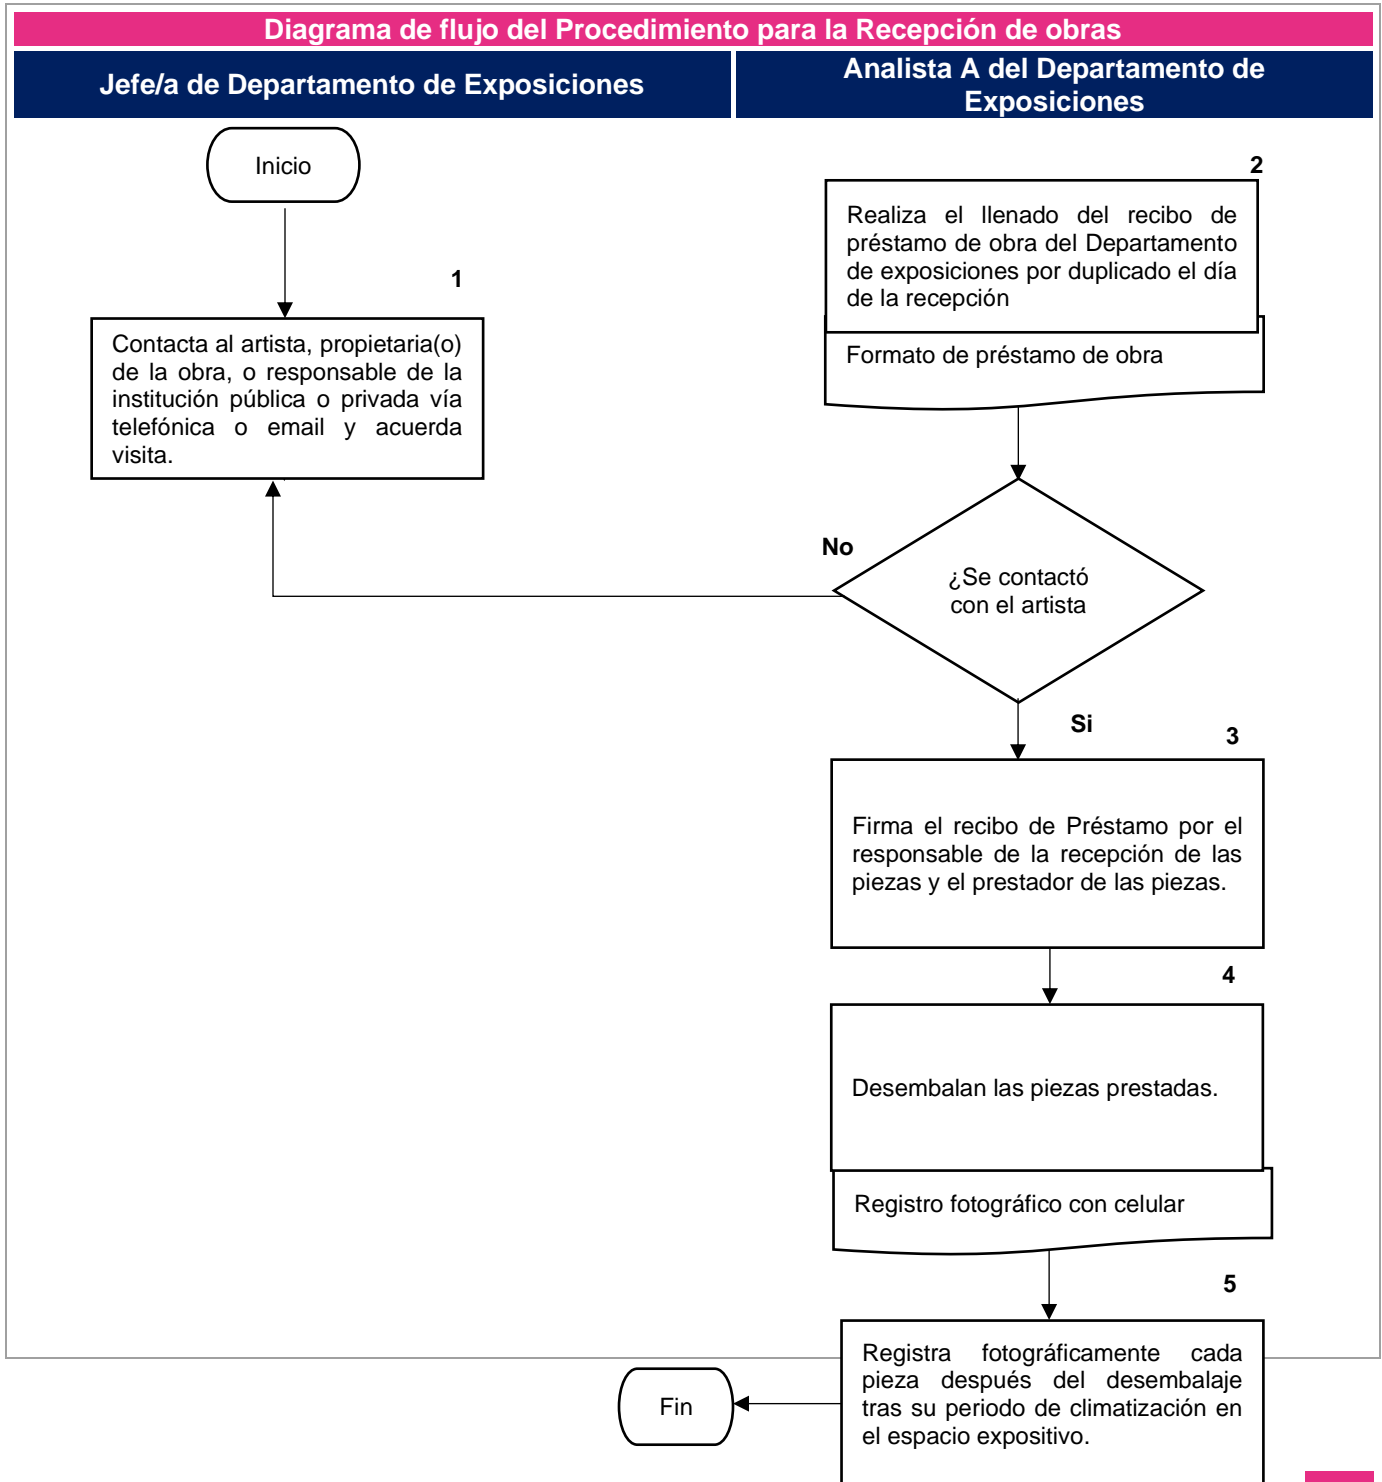 Diagrama de flujo del Procedimiento para la Recepción de obras
Jefe/a de Departamento de Exposiciones
Analista A del Departamento de
Exposiciones
Inicio
1
Contacta al artista, propietaria(o)
de la obra, o responsable de la
institución pública o privada vía
telefónica o email y acuerda
visita.
2
Realiza el llenado del recibo de
préstamo de obra del Departamento
de exposiciones por duplicado el día
de la recepción
Formato de préstamo de obra
No
¿Se contactó
con el artista
Si
3
Firma el recibo de Préstamo por el
responsable de la recepción de las
piezas y el prestador de las piezas.
4
Desembalan las piezas prestadas.
Registro fotográfico con celular
5
Registra fotográficamente cada
pieza después del desembalaje
tras su periodo de climatización en
el espacio expositivo.
Fin